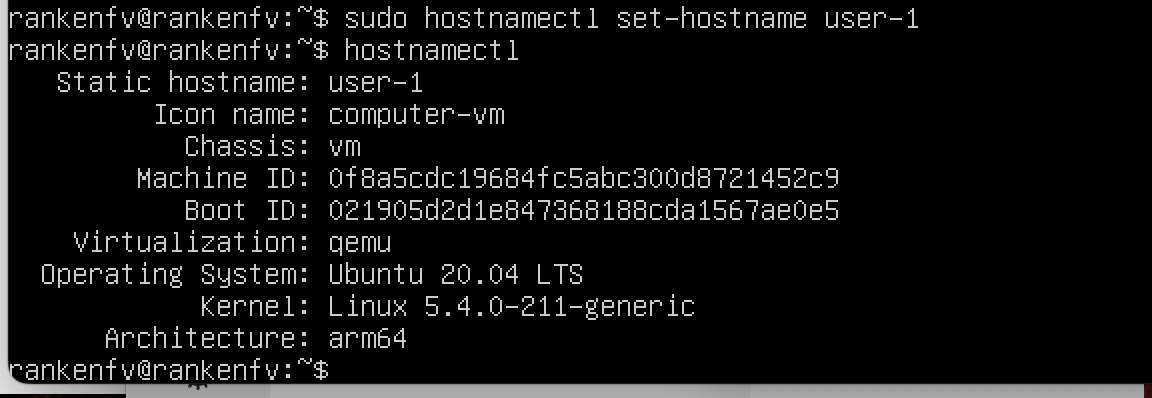 rankenfv@rankenfv:~$ sudo hostnamectl set-hostname user-1
rankenfv@rankenfv:~$ hostnamectl
Static hostname: user-1
Icon name: computer-vm
Chassis: vm
Machine ID: 0f8a5cdc19684fc5abc300d8721452c9
Boot ID: 021905d2d1e847368188cda1567ae0e5
Virtualization: qemu
Operating System: Ubuntu 20.04 LTS
Kernel: Linux 5.4.0-211-generic
Architecture: arm64
rankenfv@rankenfv:~$